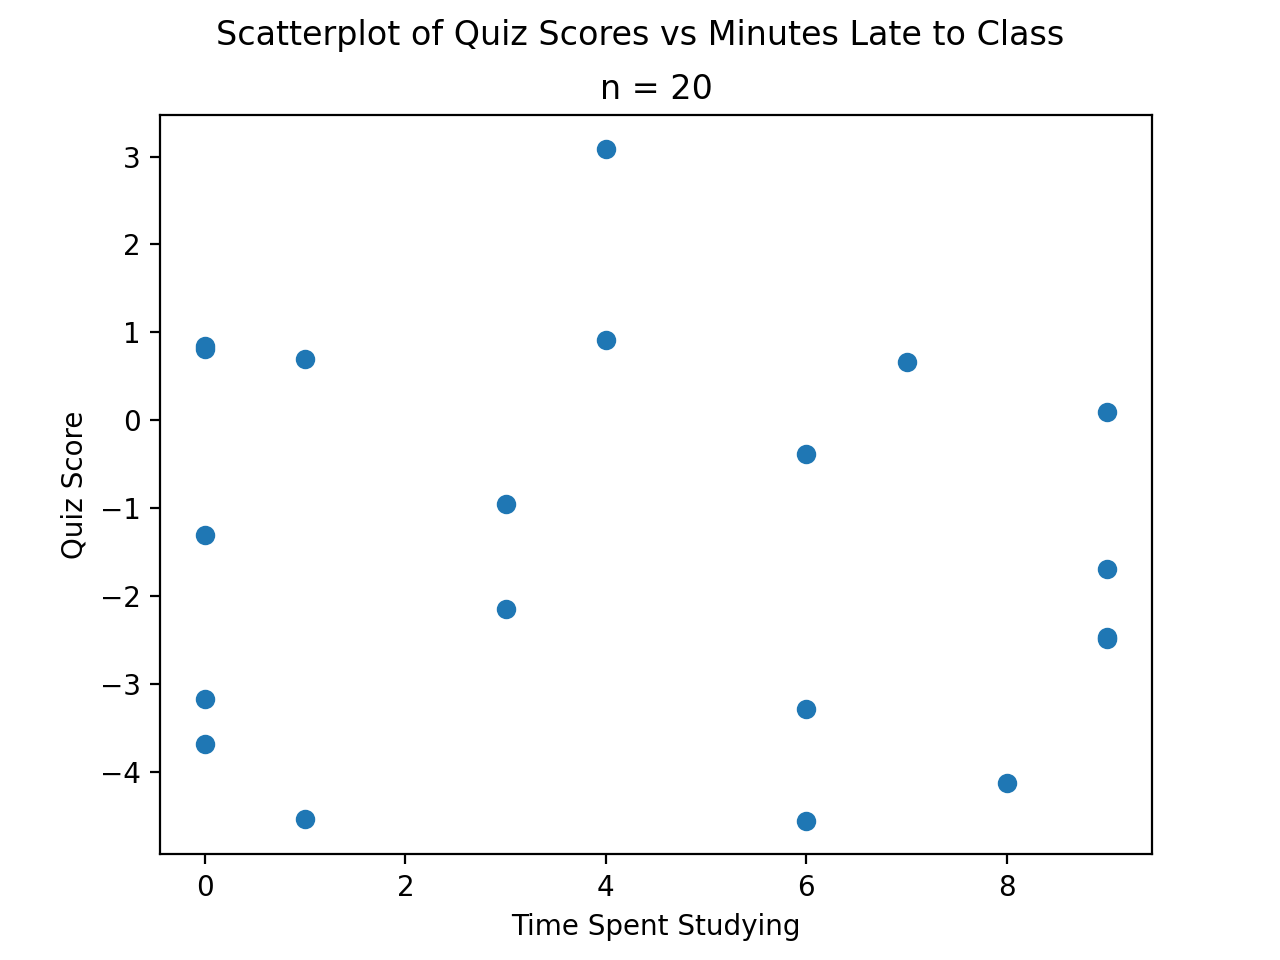 Scatterplot of Quiz Scores vs Minutes Late to Class
n = 20
3
2
1
0
−1
−2
−3
−4
Quiz Score
0 2 4 6 8
Time Spent Studying